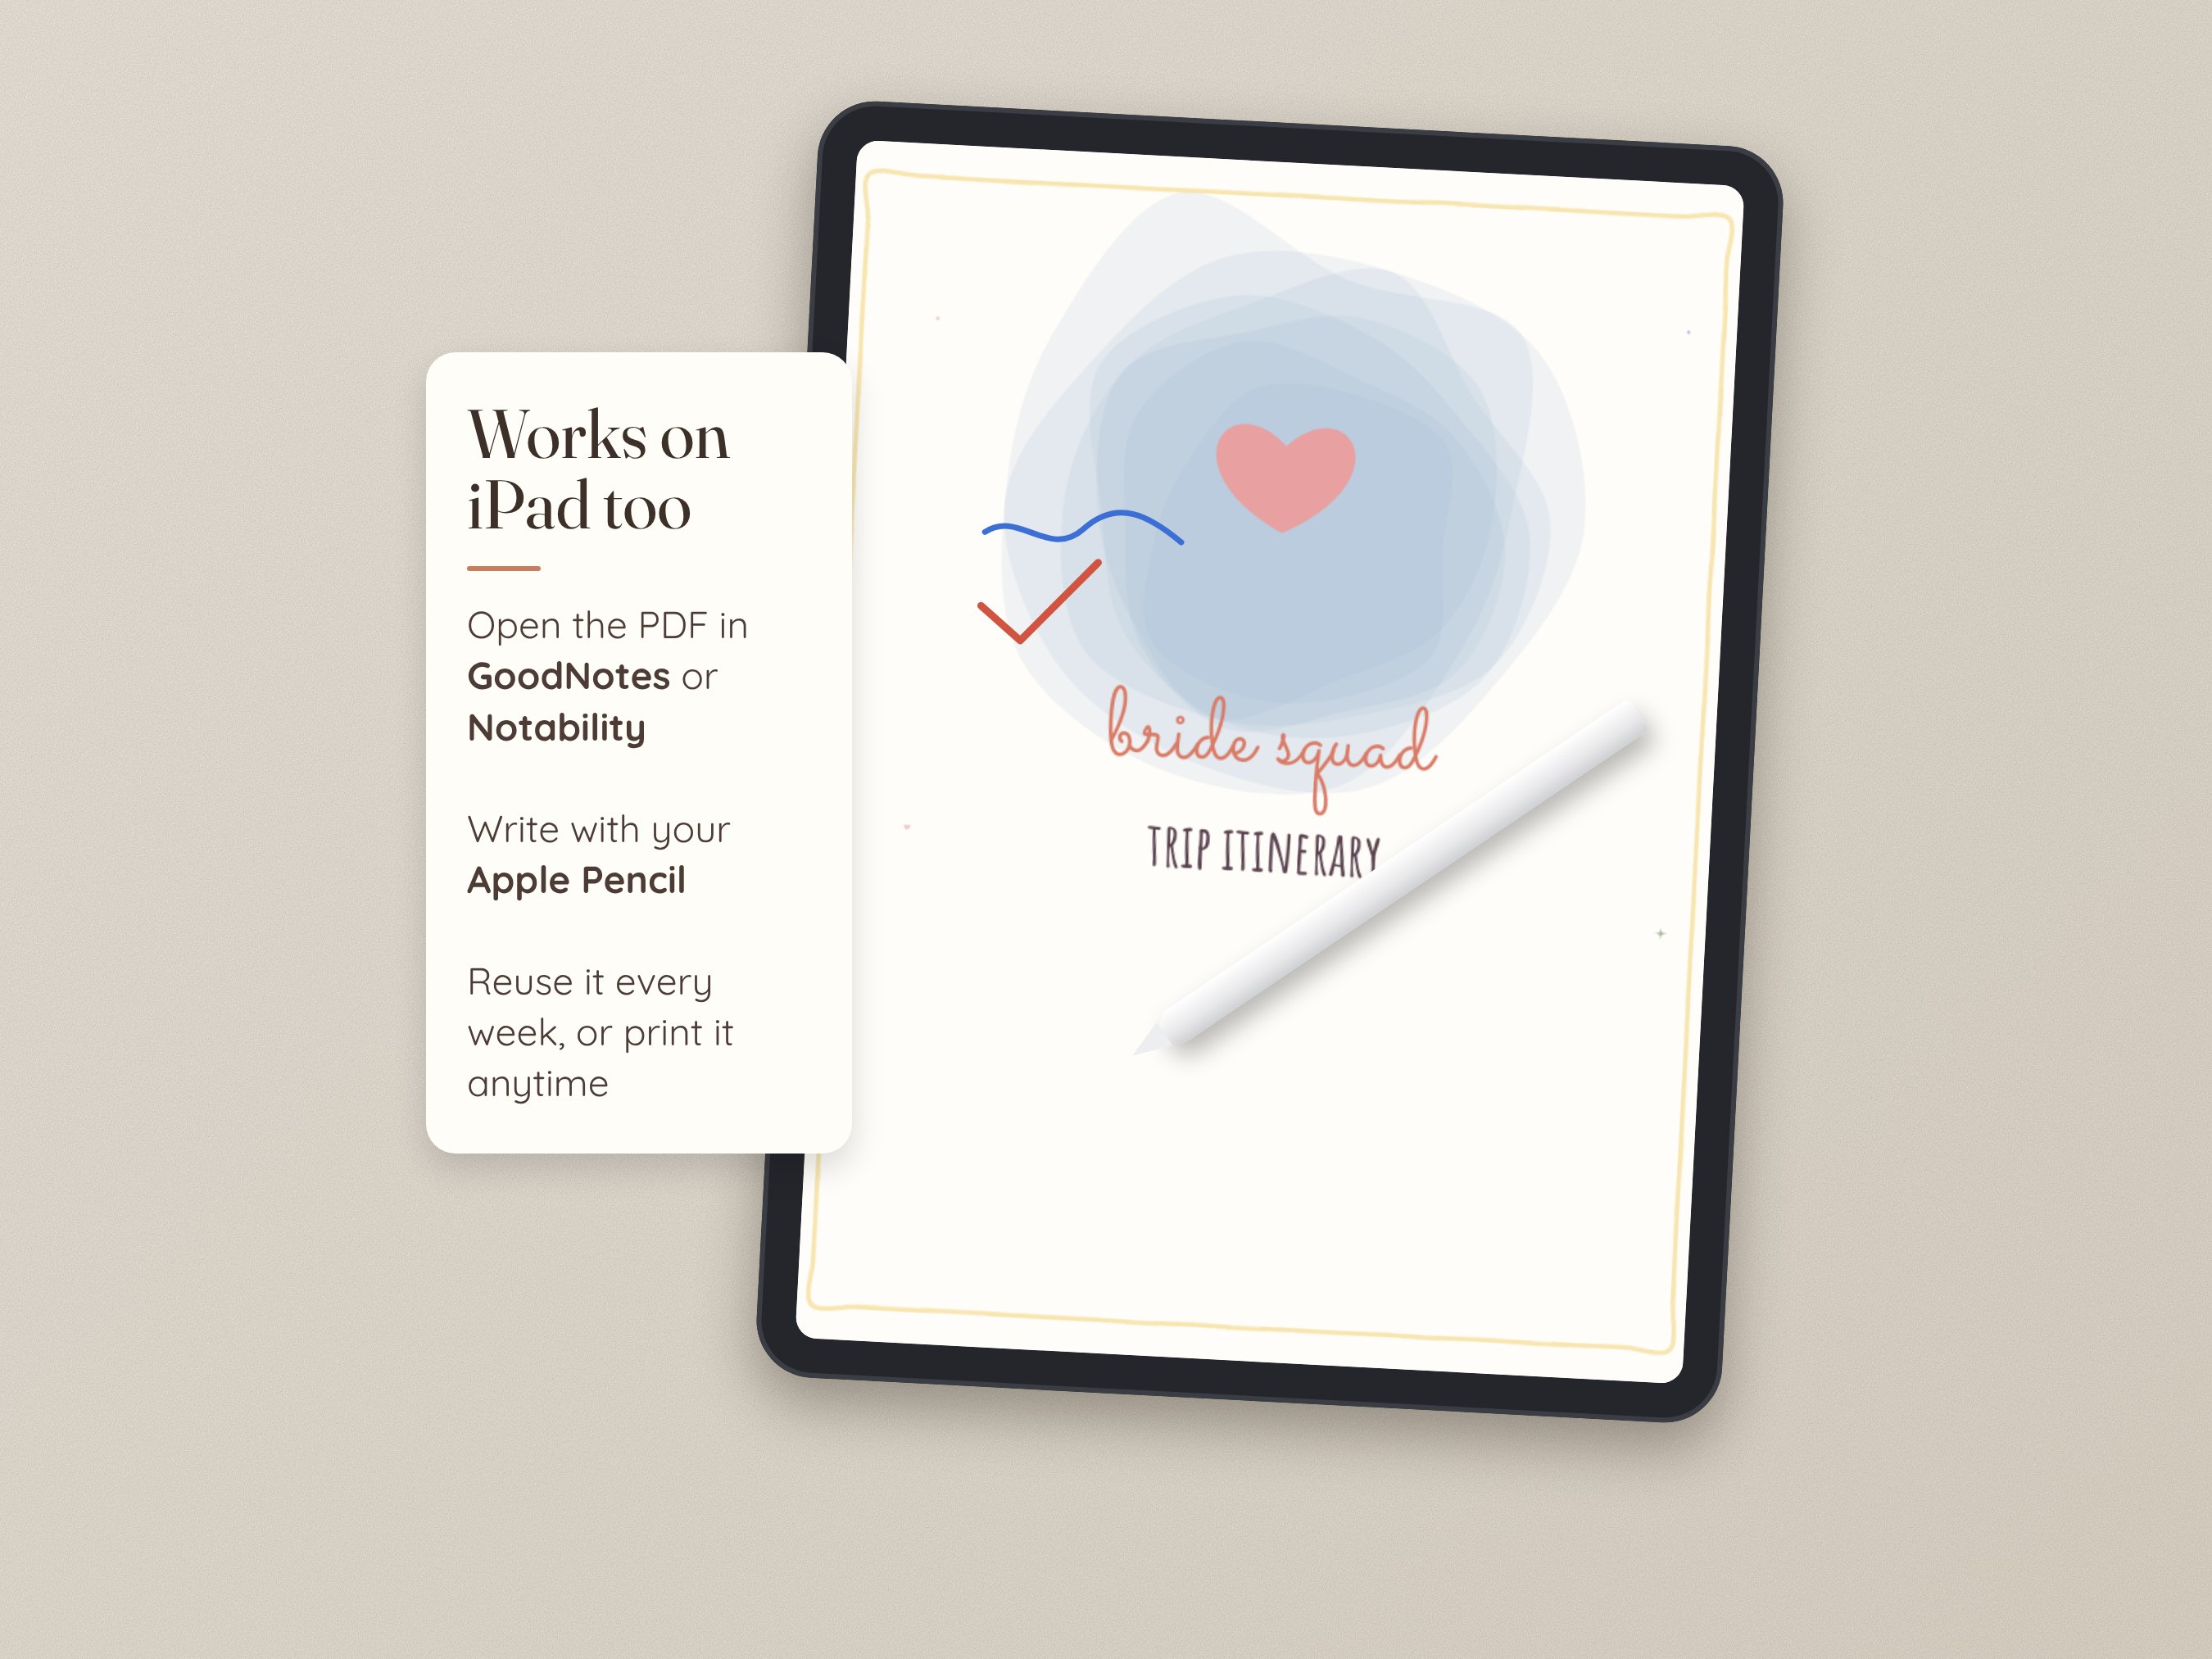 Works on
iPad too
Open the PDF in
GoodNotes or
Notability
Write with your
Apple Pencil
Reuse it every
week, or print it
anytime
bride squad
TRIP ITINERARY